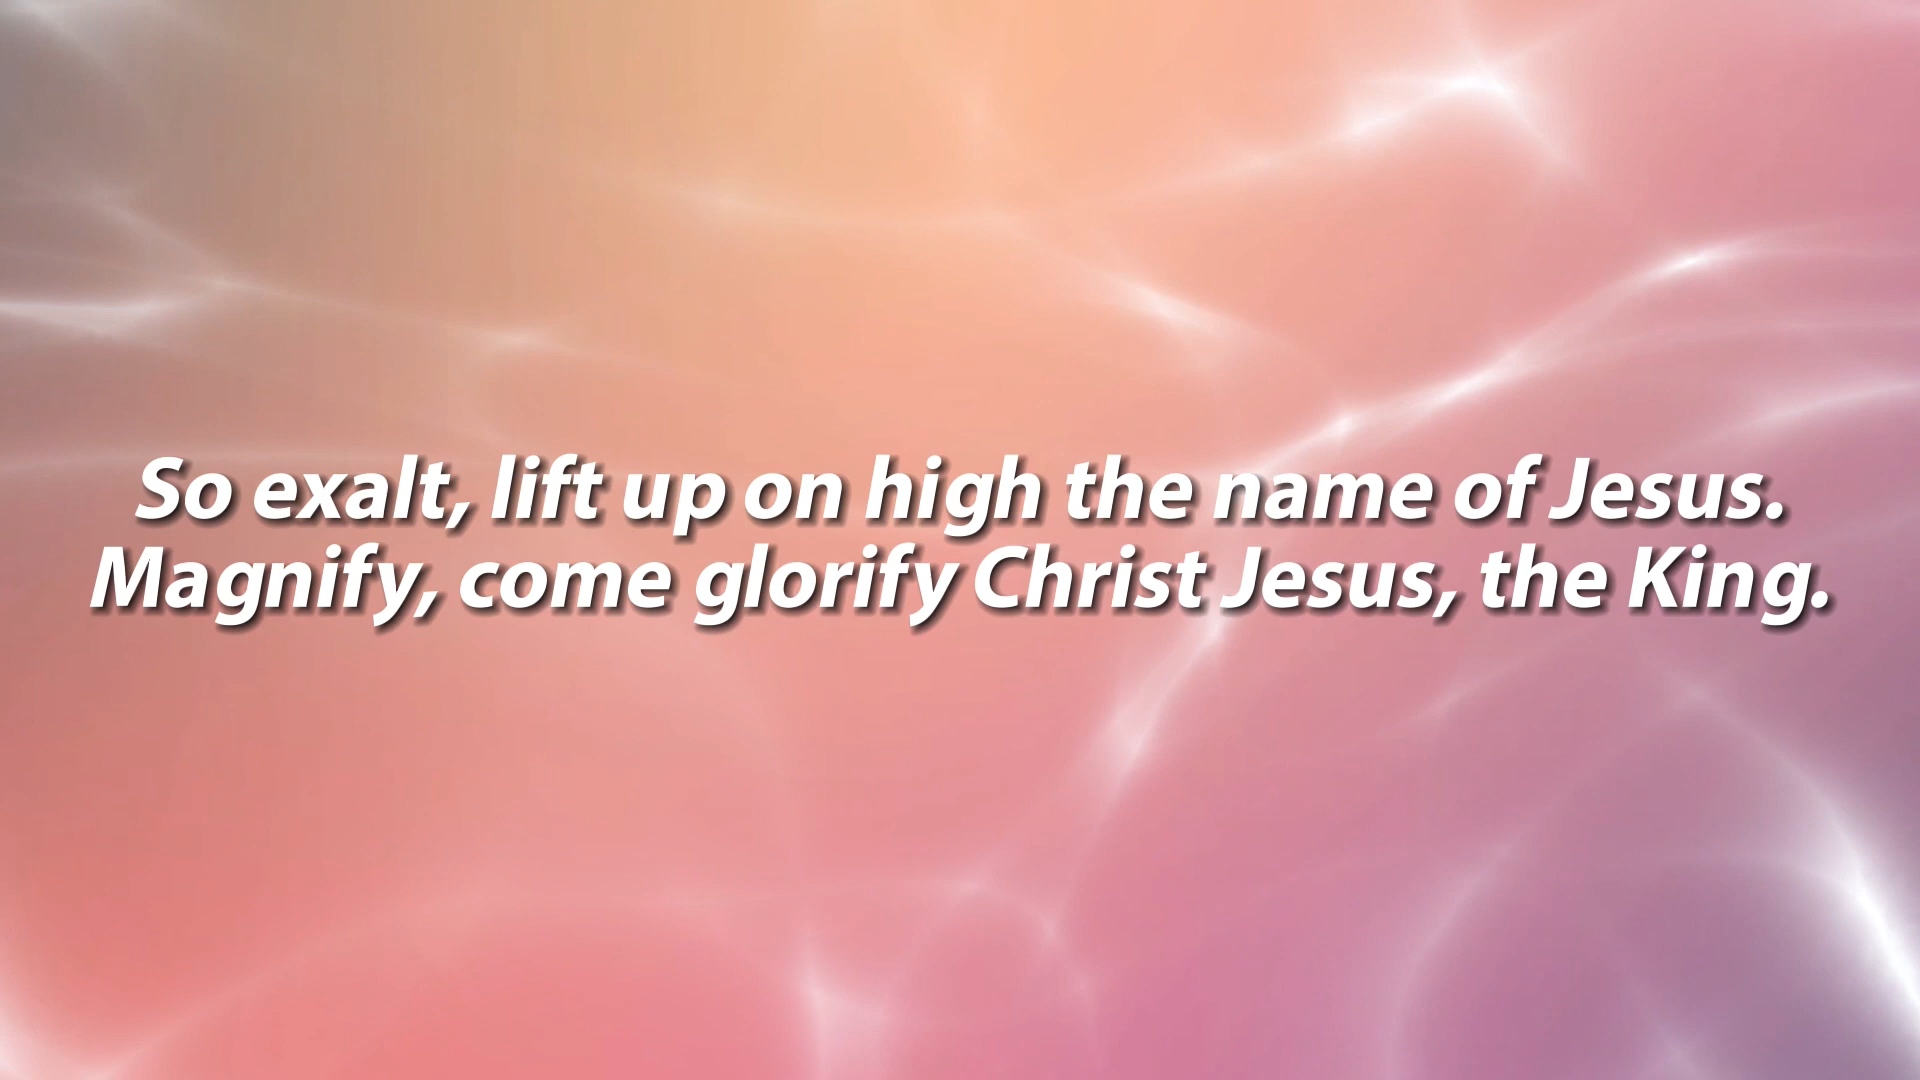 So exalt, lift up on high the name of Jesus.
Magnify, come glorify Christ Jesus, the King.